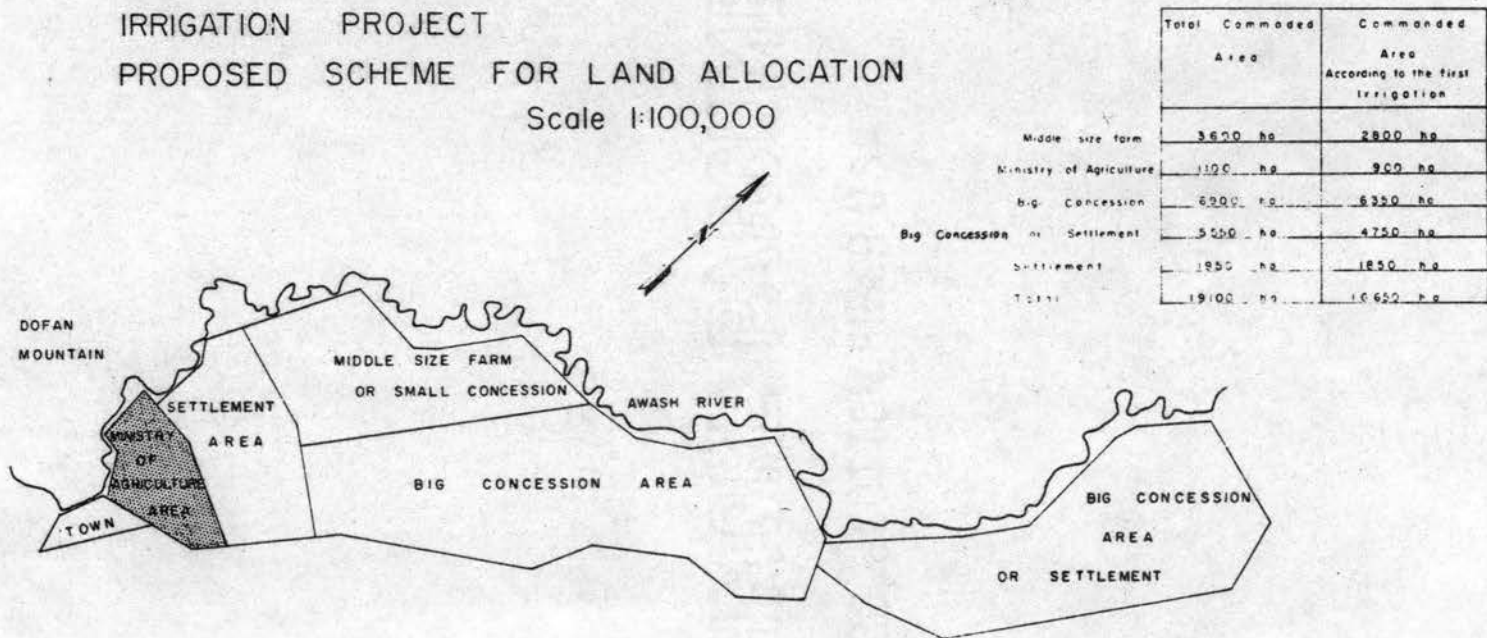 IRRIGATION PROJECT
PROPOSED SCHEME FOR LAND ALLOCATION
Scale 1:100,000
Total Commaded Area
Commanded Area According to the first Irrigation
Middle size farm 3600 ha 2800 ha
Ministry of Agriculture 1100 ha 900 ha
Big Concession ha 6350 ha
Big Concession or Settlement ha 4750 ha
Settlement 1850 ha 1850 ha
Total 19100 ha ha
N
DOFAN
MOUNTAIN
MIDDLE SIZE FARM
OR SMALL CONCESSION
AWASH RIVER
SETTLEMENT
AREA
MINISTRY
OF
AGRICULTURE
AREA
TOWN
BIG CONCESSION AREA
BIG CONCESSION
AREA
OR SETTLEMENT